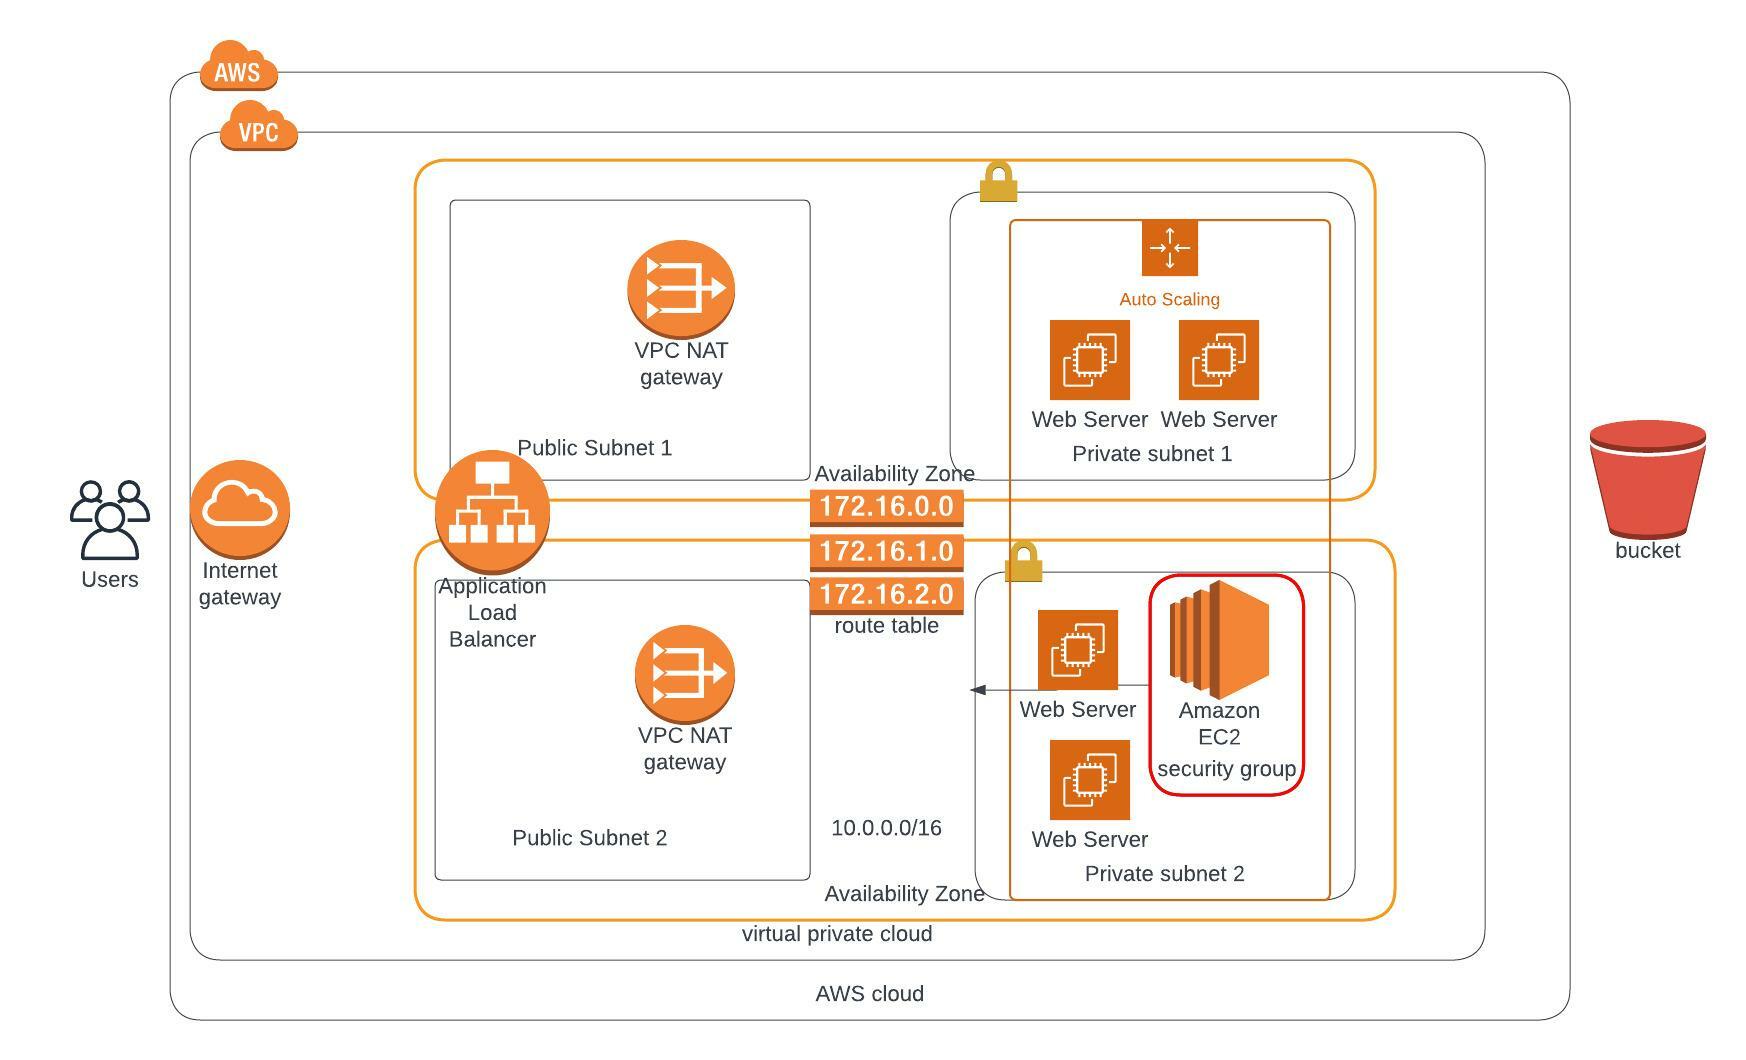 AWS
VPC
VPC NAT
gateway
Public Subnet 1
Auto Scaling
Web Server
Web Server
Private subnet 1
Availability Zone
172.16.0.0
172.16.1.0
172.16.2.0
route table
Users
Internet
gateway
Application
Load
Balancer
bucket
VPC NAT
gateway
Public Subnet 2
Web Server
Amazon
EC2
security group
Web Server
Private subnet 2
10.0.0.0/16
Availability Zone
virtual private cloud
AWS cloud